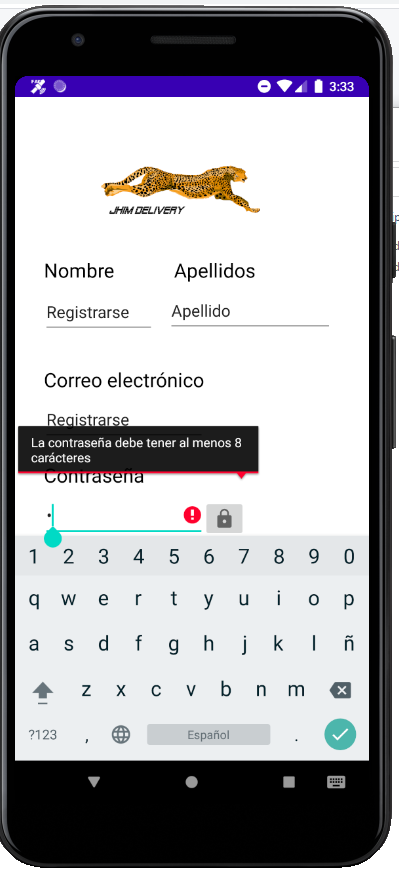 3:33
JHIM DELIVERY
Nombre Apellidos
Registrarse Apellido
Correo electrónico
Registrarse
La contraseña debe tener al menos 8
carácteres
Contraseña
1 2 3 4 5 6 7 8 9 0
q w e r t y u i o p
a s d f g h j k l ñ
z x c v b n m
?123 , Español .